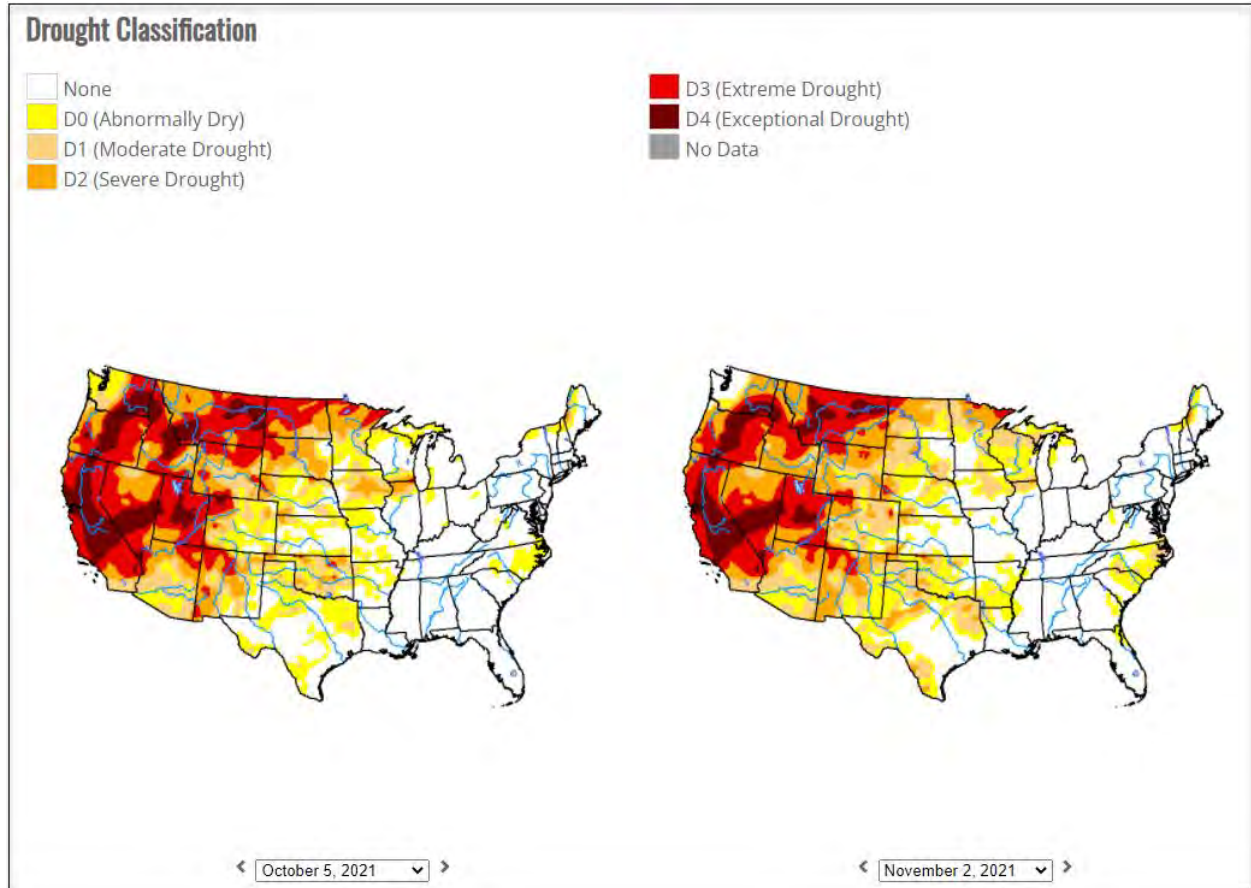 Drought Classification
None
D0 (Abnormally Dry)
D1 (Moderate Drought)
D2 (Severe Drought)
D3 (Extreme Drought)
D4 (Exceptional Drought)
No Data
October 5, 2021
November 2, 2021